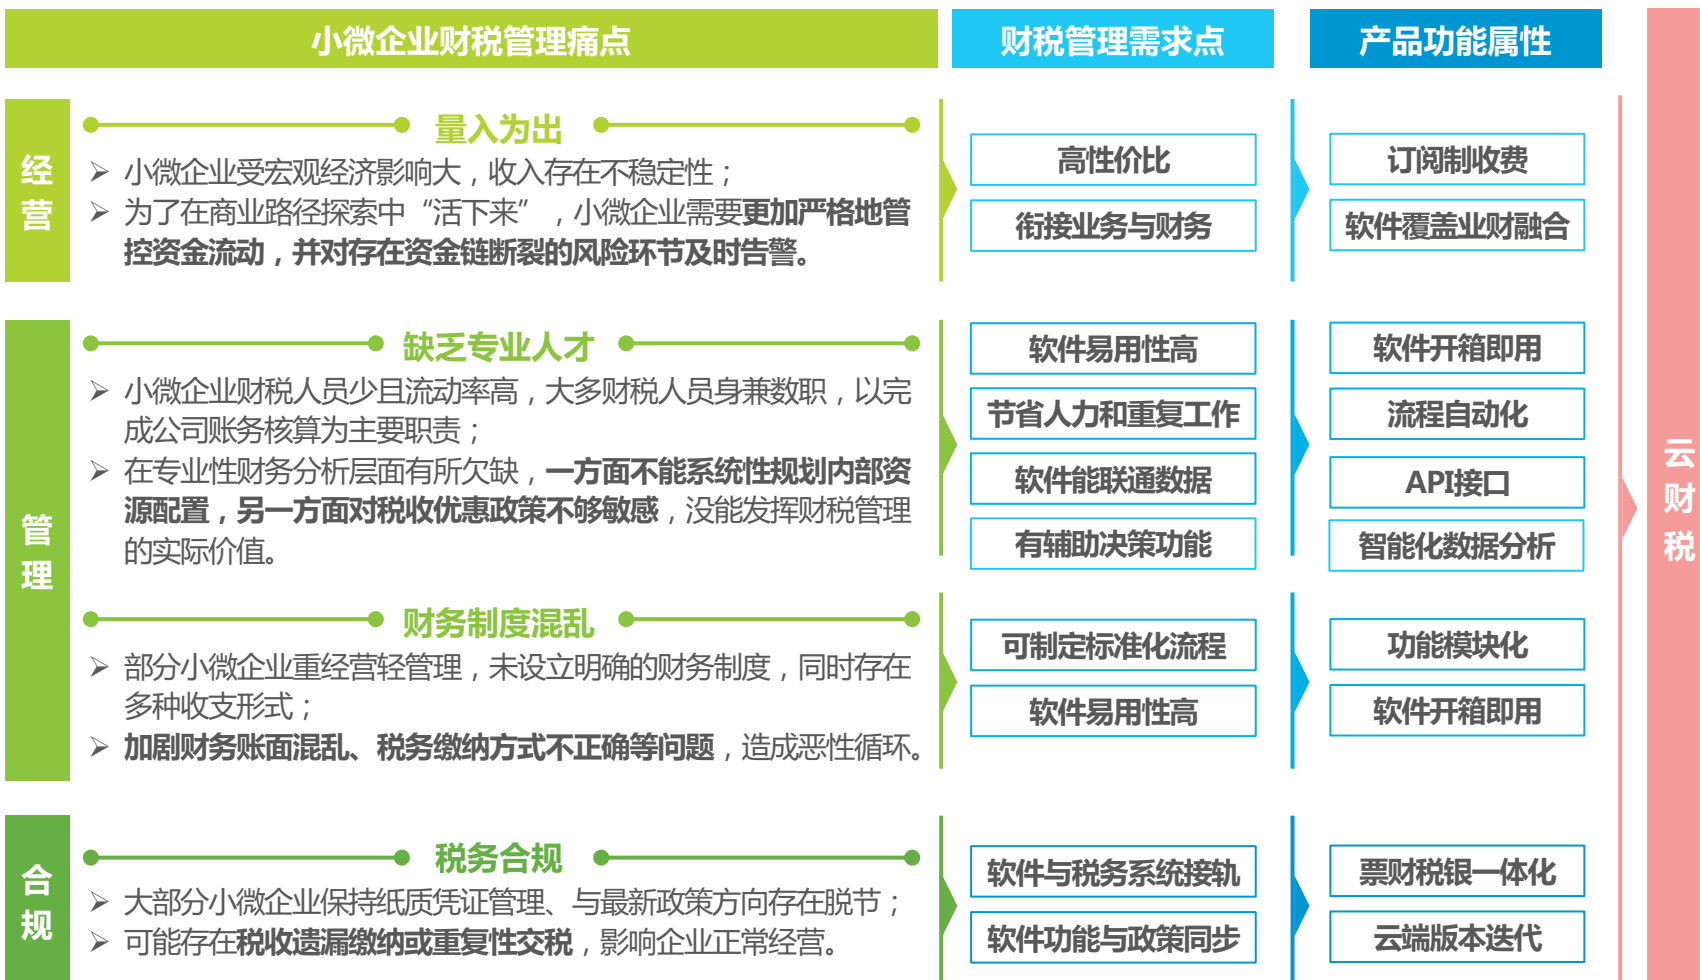 小微企业财税管理痛点
财税管理需求点
产品功能属性
经营
量入为出
小微企业受宏观经济影响大，收入存在不稳定性；
为了在商业路径探索中“活下来”，小微企业需要更加严格地管
控资金流动，并对存在资金链断裂的风险环节及时告警。
高性价比
衔接业务与财务
订阅制收费
软件覆盖业财融合
管理
缺乏专业人才
小微企业财税人员少且流动率高，大多财税人员身兼数职，以完
成公司账务核算为主要职责；
在专业性财务分析层面有所欠缺，一方面不能系统性规划内部资
源配置，另一方面对税收优惠政策不够敏感，没能发挥财税管理
的实际价值。
软件易用性高
节省人力和重复工作
软件能联通数据
有辅助决策功能
软件开箱即用
流程自动化
API接口
智能化数据分析
财务制度混乱
部分小微企业重经营轻管理，未设立明确的财务制度，同时存在
多种收支形式；
加剧财务账面混乱、税务缴纳方式不正确等问题，造成恶性循环。
可制定标准化流程
软件易用性高
功能模块化
软件开箱即用
合规
税务合规
大部分小微企业保持纸质凭证管理、与最新政策方向存在脱节；
可能存在税收遗漏缴纳或重复性交税，影响企业正常经营。
软件与税务系统接轨
软件功能与政策同步
票财税银一体化
云端版本迭代
云财税